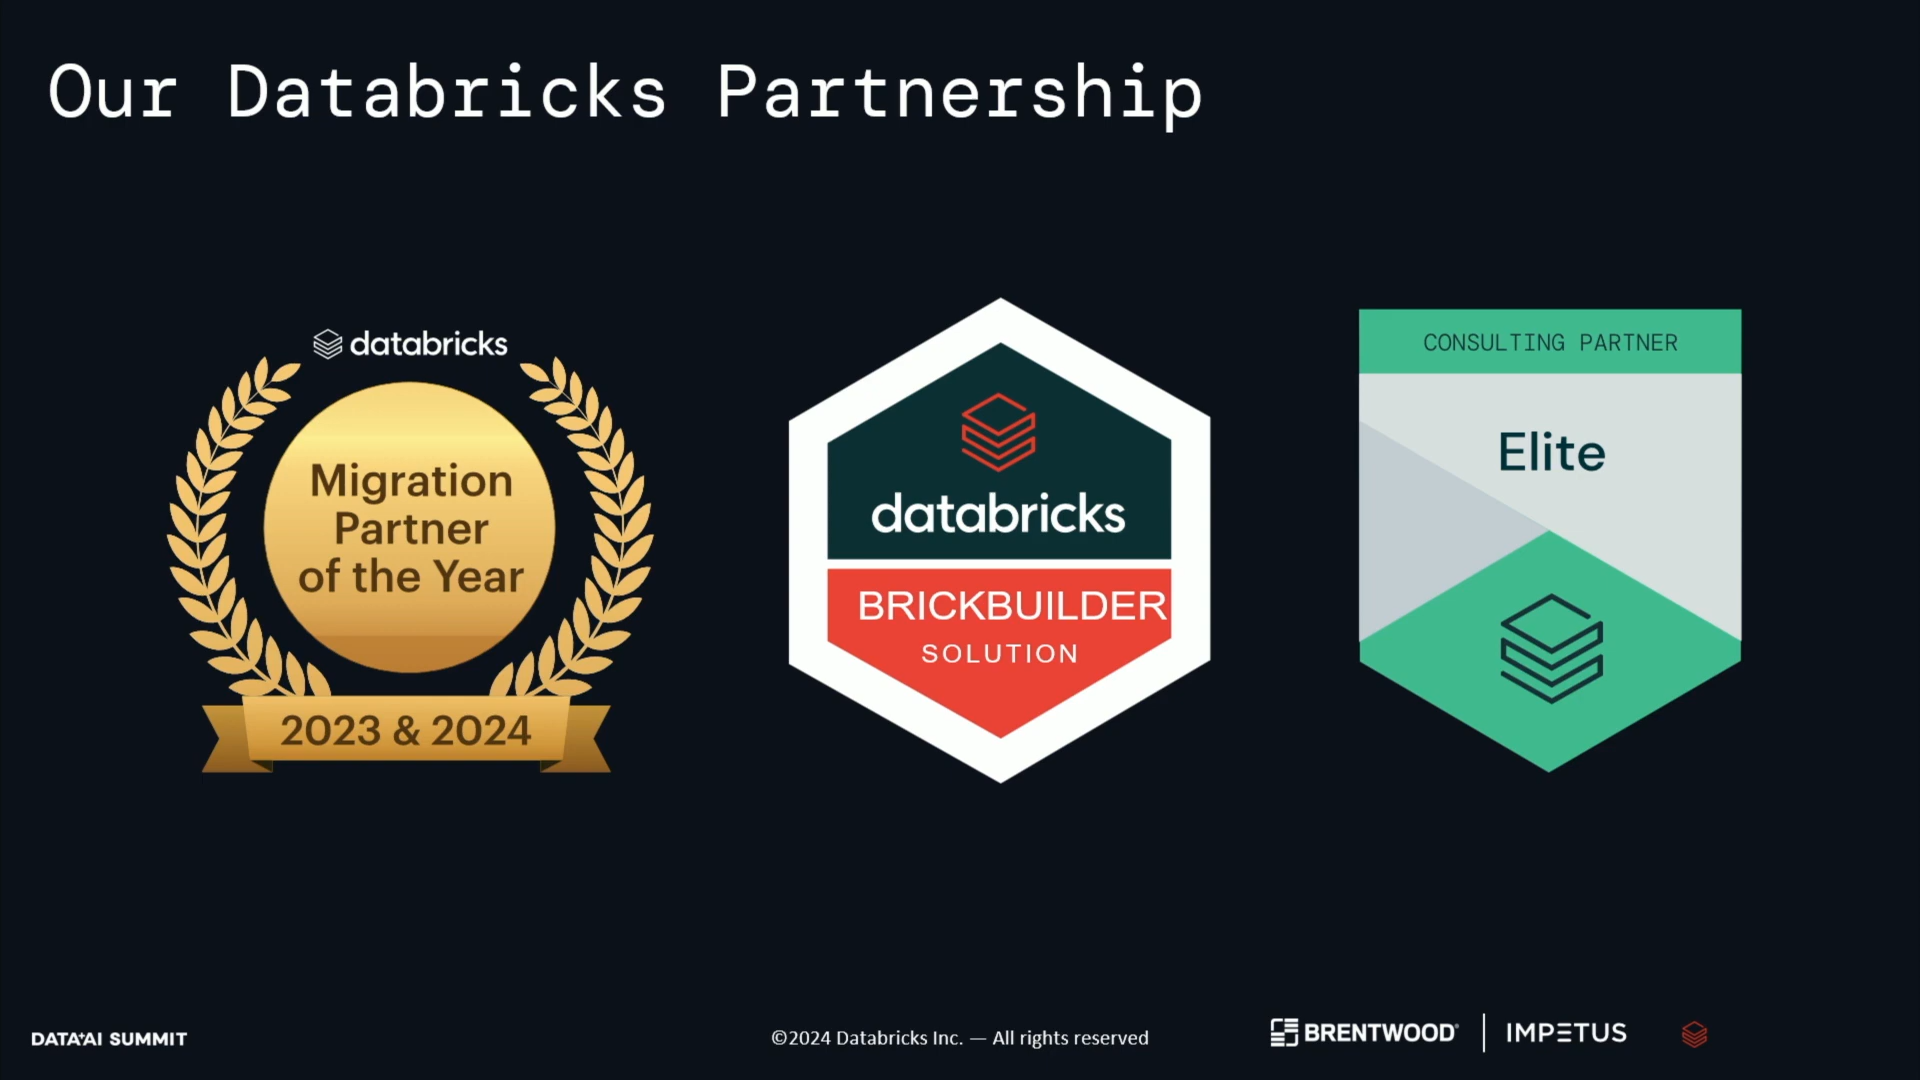 Our Databricks Partnership
databricks
Migration
Partner
of the Year
2023 & 2024
databricks
BRICKBUILDER
SOLUTION
CONSULTING PARTNER
Elite
DATA+AI SUMMIT
©2024 Databricks Inc. — All rights reserved
BRENTWOOD®
IMPETUS